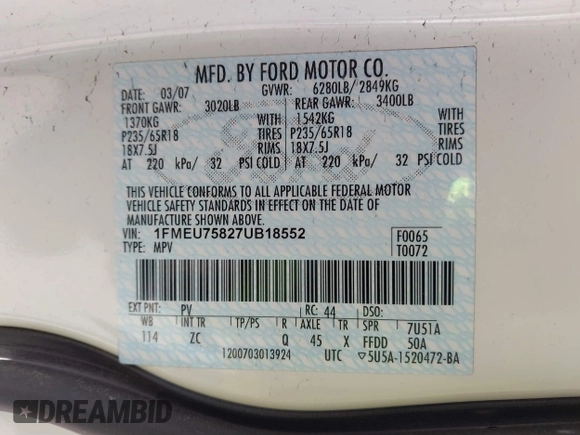 MFD. BY FORD MOTOR CO.
DATE: 03/07 GVWR: 6280LB/ 2849KG
FRONT GAWR: 3020LB REAR GAWR: 3400LB
1370KG WITH 1542KG WITH
P235/65R18 TIRES P235/65R18 TIRES
18X7.5J RIMS 18X7.5J RIMS
AT 220 kPa/ 32 PSI COLD AT 220 kPa/ 32 PSI COLD
THIS VEHICLE CONFORMS TO ALL APPLICABLE FEDERAL MOTOR
VEHICLE SAFETY STANDARDS IN EFFECT ON THE DATE OF
MANUFACTURE SHOWN ABOVE.
VIN: 1FMEU75827UB18552 F0065
TYPE: MPV T0072
EXT PNT: PV RC: 44 DSO:
WB INT TR TP/PS R AXLE TR SPR 7U51A
114 ZC Q 45 X FFDD 50A
1200703013924 UTC ▽5U5A-1520472-BA
DREAMBID